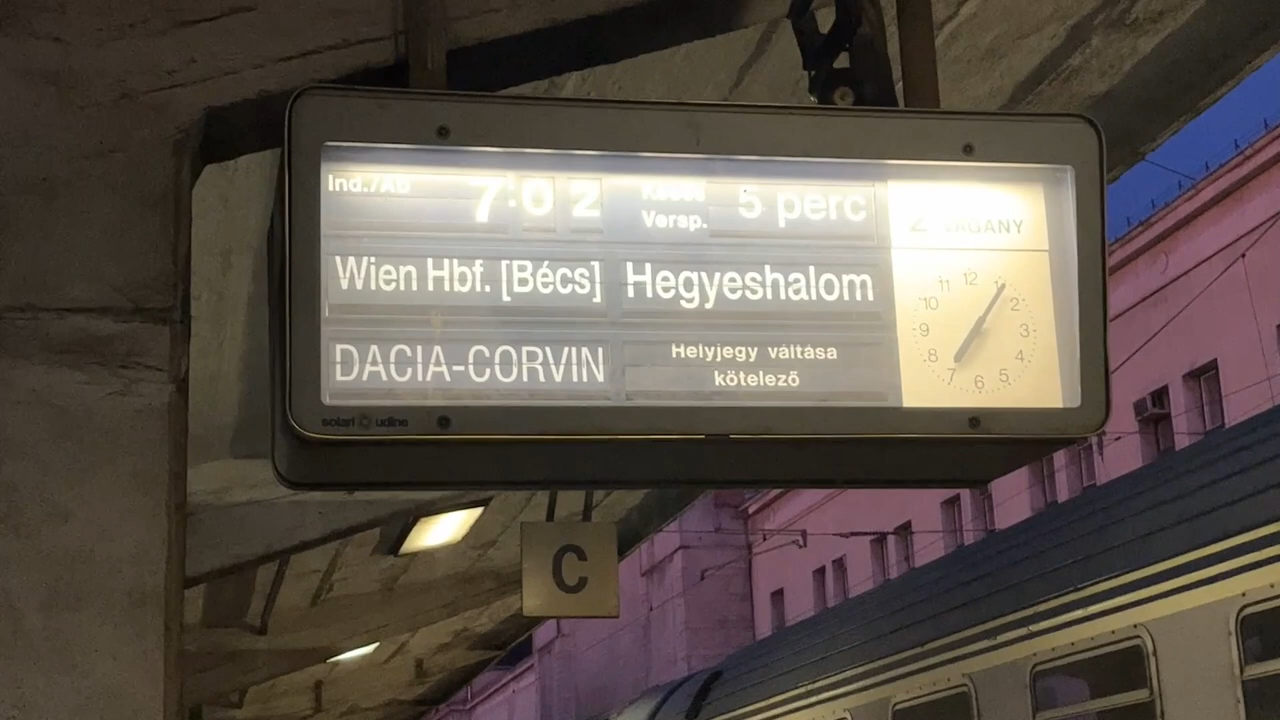 Ind./Ab 7:02 Késés 5 perc
Versp.
2 VÁGÁNY
Wien Hbf. [Bécs] Hegyeshalom
DACIA-CORVIN Helyjegy váltása
kötelező
12
1
2
3
4
5
6
7
8
9
10
11
solari udine
C